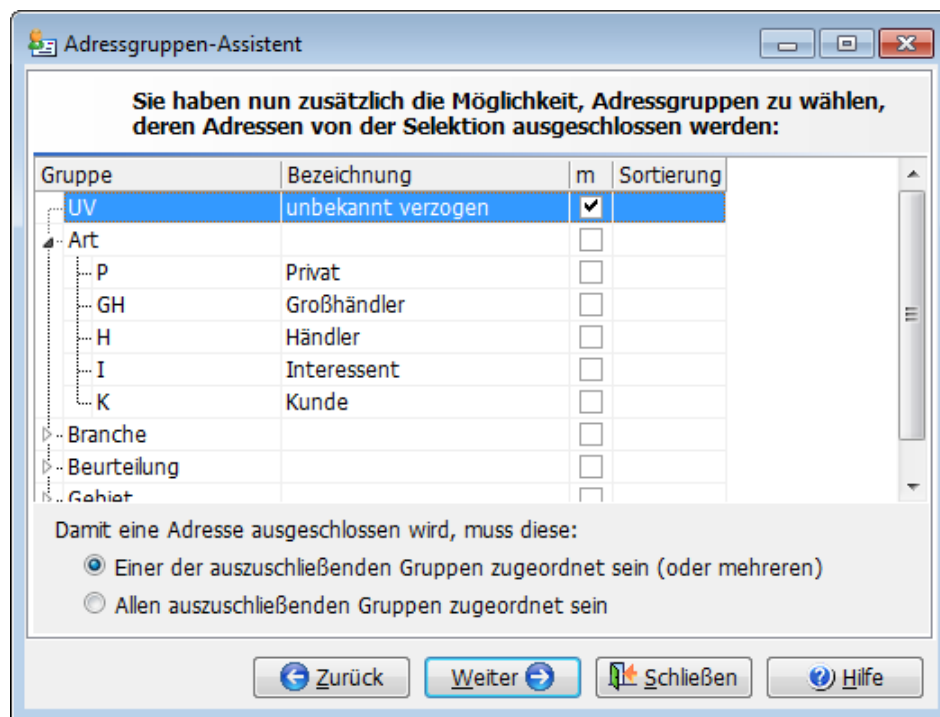 Adressgruppen-Assistent
Sie haben nun zusätzlich die Möglichkeit, Adressgruppen zu wählen,
deren Adressen von der Selektion ausgeschlossen werden:
Gruppe Bezeichnung m Sortierung
UV unbekannt verzogen
Art
P Privat
GH Großhändler
H Händler
I Interessent
K Kunde
Branche
Beurteilung
Gebiet
Damit eine Adresse ausgeschlossen wird, muss diese:
Einer der auszuschließenden Gruppen zugeordnet sein (oder mehreren)
Allen auszuschließenden Gruppen zugeordnet sein
Zurück Weiter Schließen Hilfe